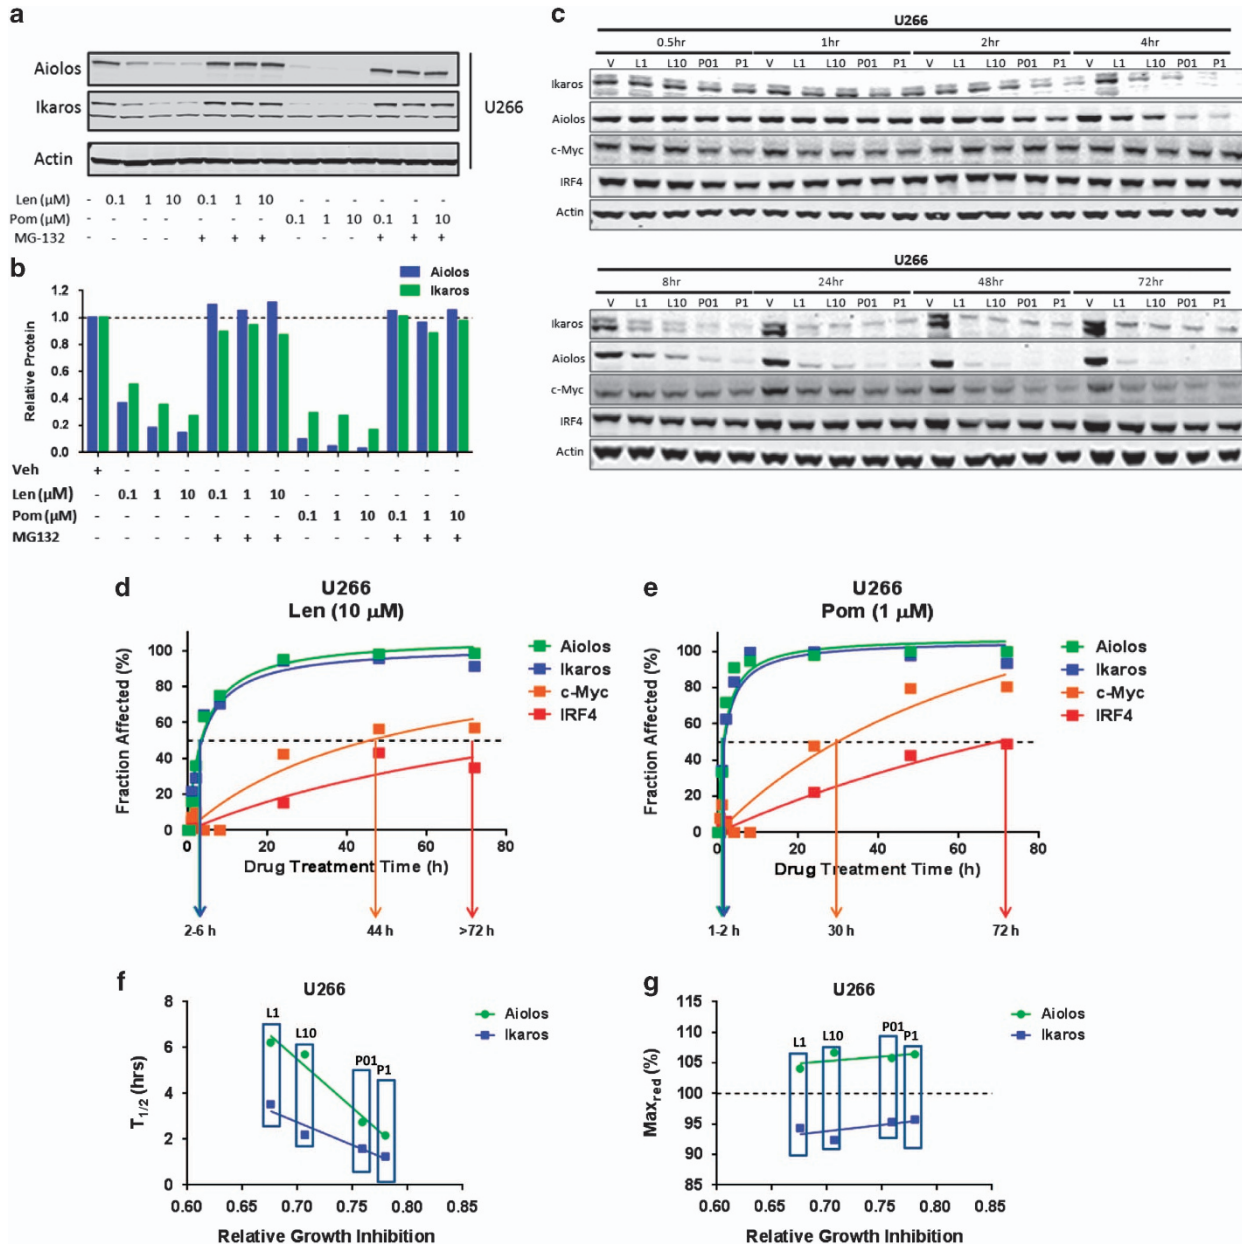 a
Aiolos
Ikaros
Actin
U266
Len (µM) - 0.1 1 10 0.1 1 10 - - - - - -
Pom (µM) - - - - - - - 0.1 1 10 0.1 1 10
MG-132 - - - - + + + - - - + + +
b
Aiolos
Ikaros
Relative Protein
1.2
1.0
0.8
0.6
0.4
0.2
0.0
Veh + - - - - - - - - - - - -
Len (µM) - 0.1 1 10 0.1 1 10 - - - - - -
Pom (µM) - - - - - - - 0.1 1 10 0.1 1 10
MG132 - - - - + + + - - - + + +
c
U266
0.5hr 1hr 2hr 4hr
V L1 L10 P01 P1 V L1 L10 P01 P1 V L1 L10 P01 P1 V L1 L10 P01 P1
Ikaros
Aiolos
c-Myc
IRF4
Actin
U266
8hr 24hr 48hr 72hr
V L1 L10 P01 P1 V L1 L10 P01 P1 V L1 L10 P01 P1 V L1 L10 P01 P1
Ikaros
Aiolos
c-Myc
IRF4
Actin
d
U266
Len (10 µM)
Fraction Affected (%)
100
80
60
40
20
0
0 20 40 60 80
Drug Treatment Time (h)
2-6 h 44 h >72 h
Aiolos
Ikaros
c-Myc
IRF4
e
U266
Pom (1 µM)
Fraction Affected (%)
100
80
60
40
20
0
0 20 40 60 80
Drug Treatment Time (h)
1-2 h 30 h 72 h
Aiolos
Ikaros
c-Myc
IRF4
f
U266
T1/2 (hrs)
8
6
4
2
0
L1 L10 P01 P1
0.60 0.65 0.70 0.75 0.80 0.85
Relative Growth Inhibition
Aiolos
Ikaros
g
U266
Maxred (%)
115
110
105
100
95
90
85
L1 L10 P01 P1
0.60 0.65 0.70 0.75 0.80 0.85
Relative Growth Inhibition
Aiolos
Ikaros